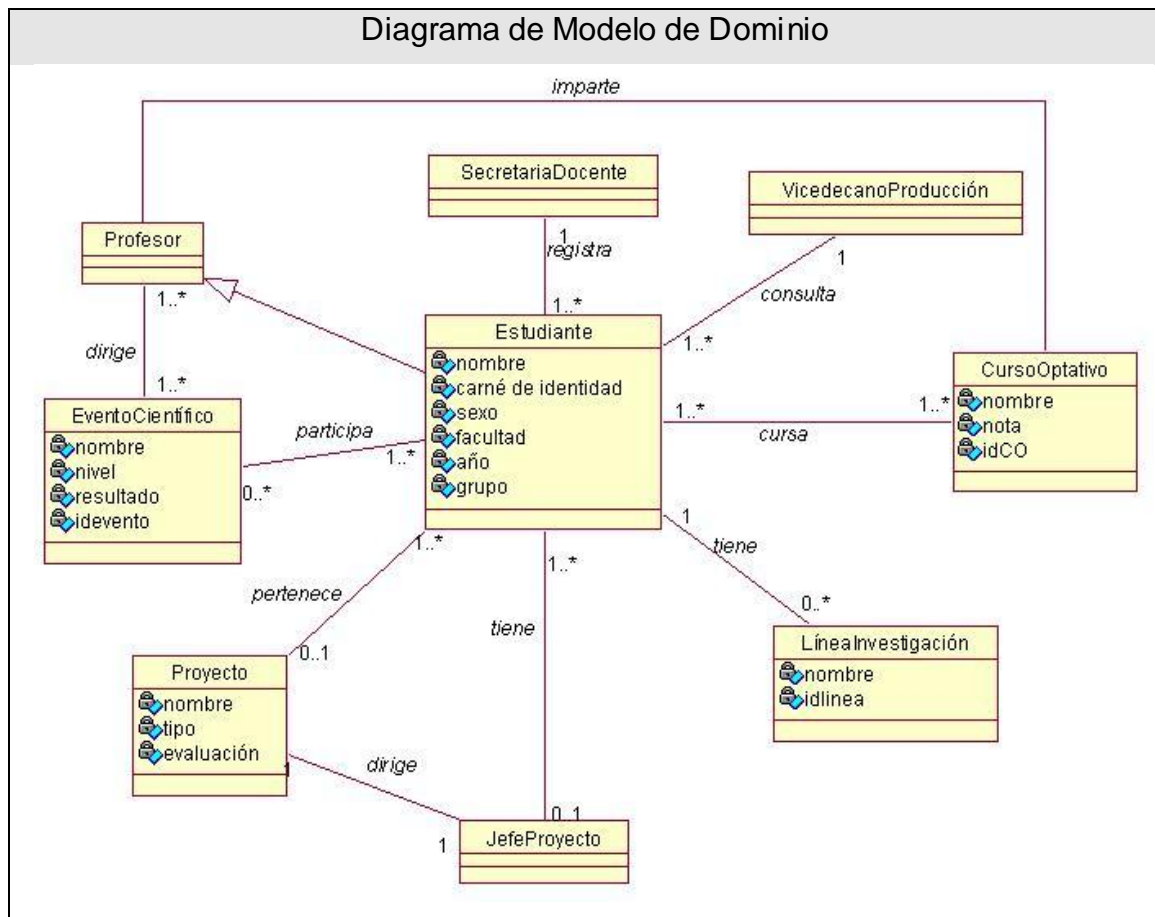 Diagrama de Modelo de Dominio
imparte
SecretariaDocente
VicedecanoProducción
Profesor
1
registra
1
1..*
consulta
1..*
dirige
1..*
Estudiante
nombre
carné de identidad
sexo
facultad
año
grupo
1..*
1..*
EventoCientífico
nombre
nivel
resultado
idevento
participa
1..*
0..*
1..*
cursa
1..*
CursoOptativo
nombre
nota
idCO
1
tiene
0..*
1..*
pertenece
0..1
1..*
tiene
LíneaInvestigación
nombre
idlinea
Proyecto
nombre
tipo
evaluación
1
dirige
1
0..1
JefeProyecto